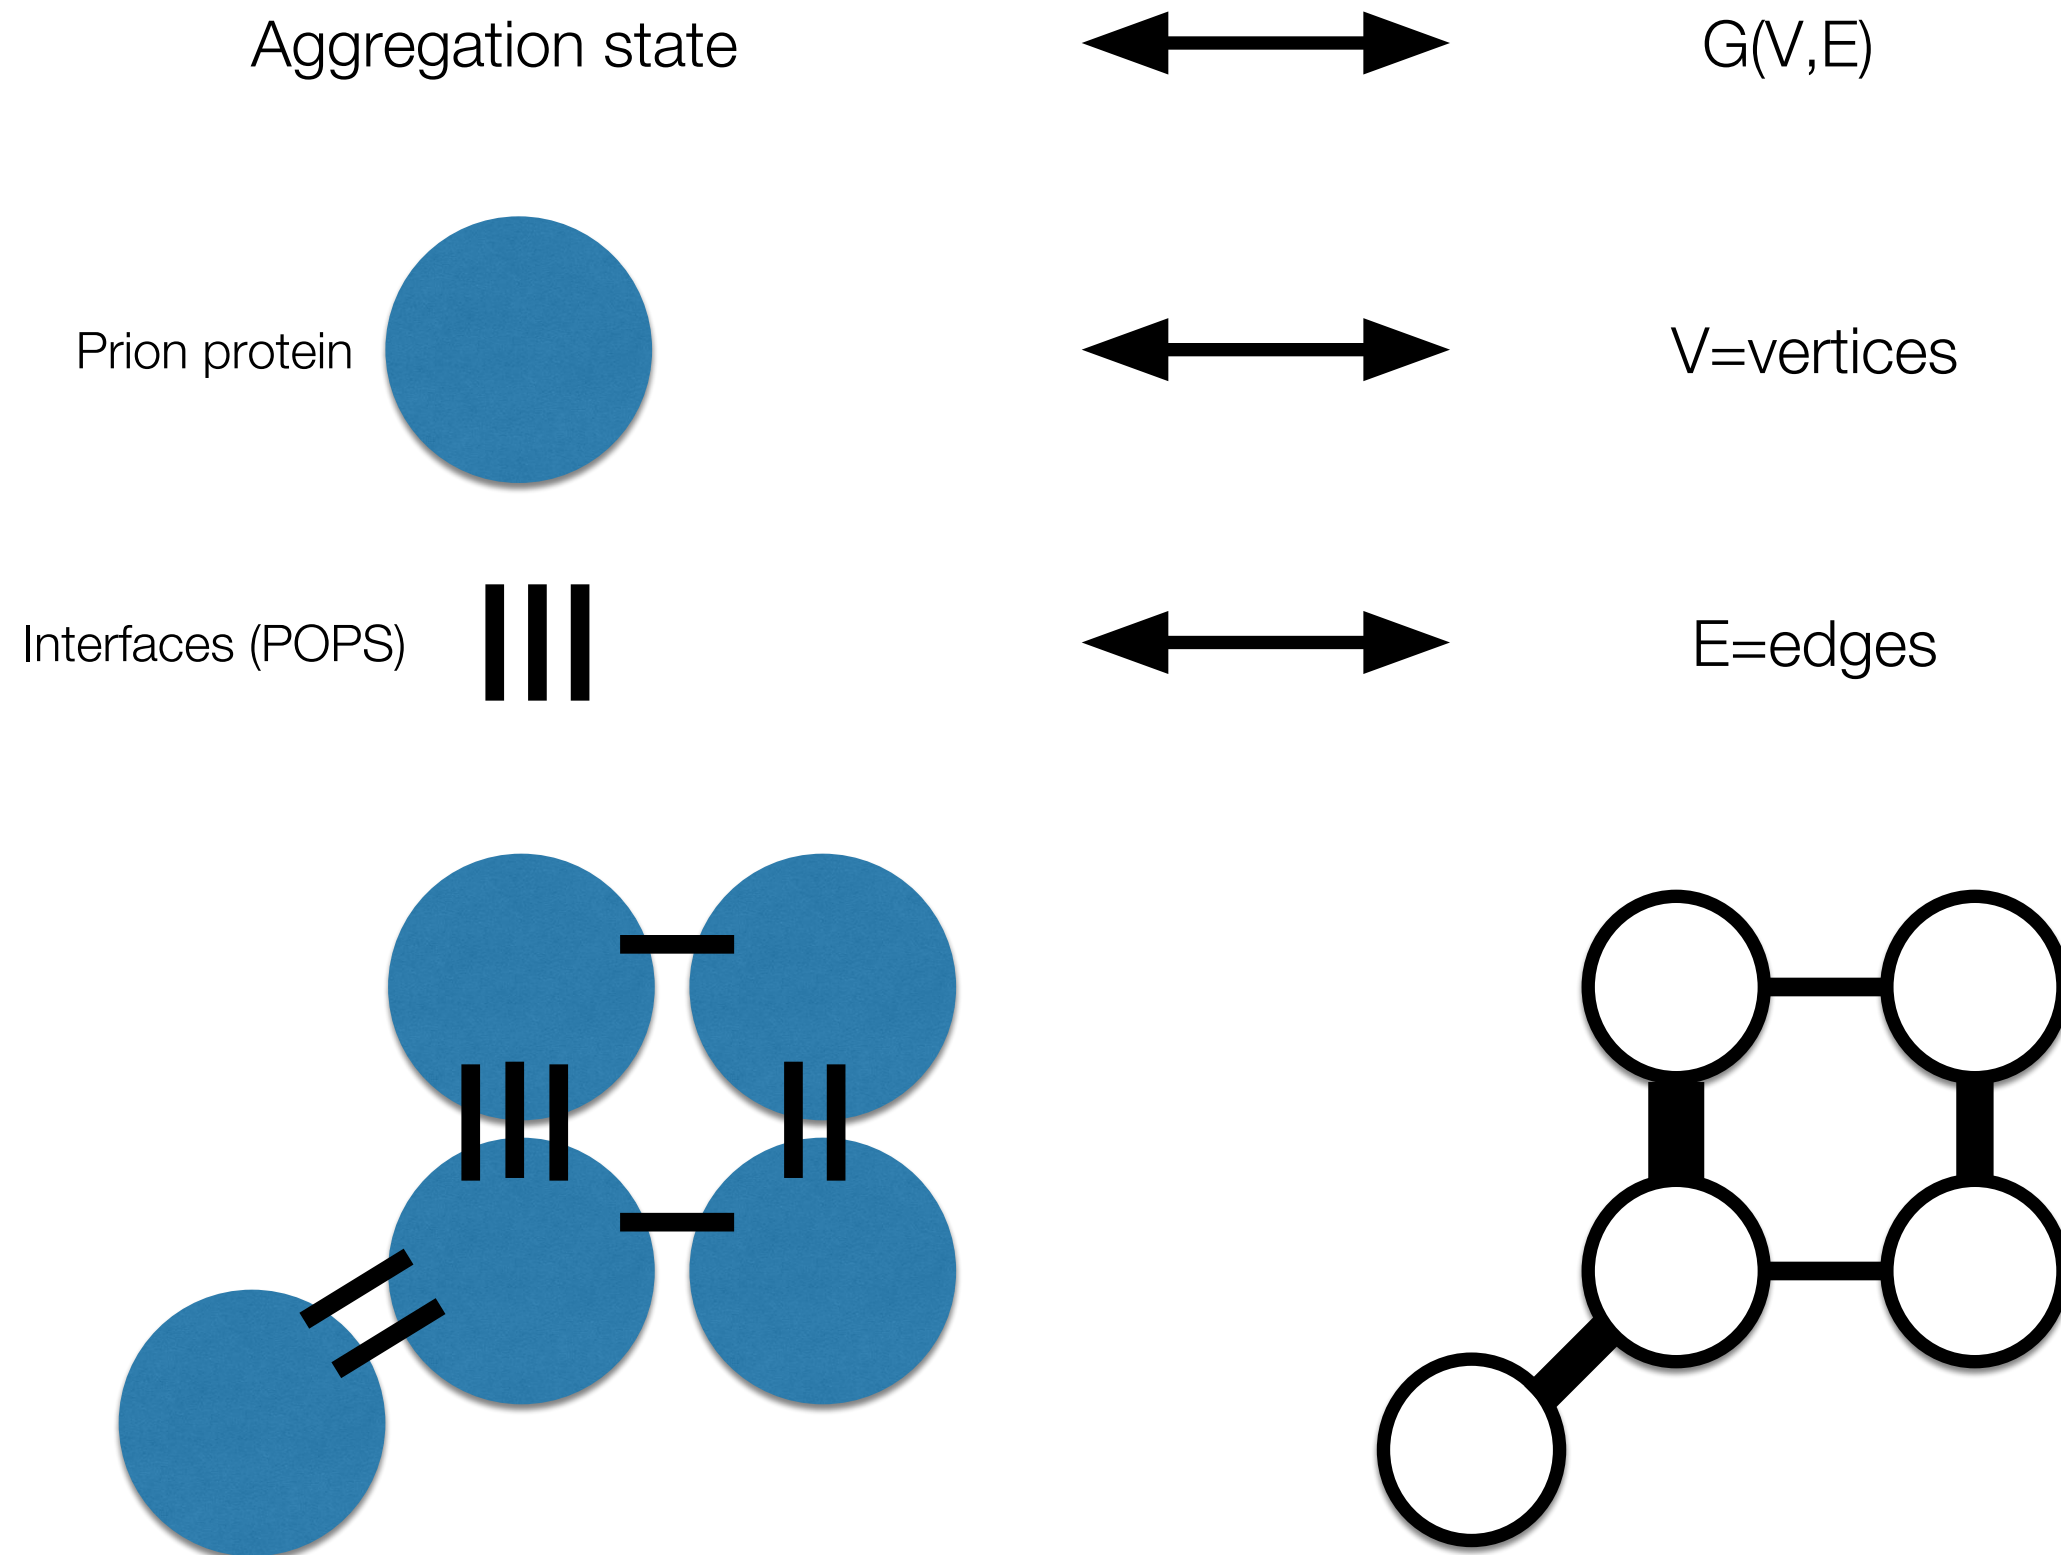 Aggregation state
G(V,E)
Prion protein
V=vertices
Interfaces (POPS)
E=edges